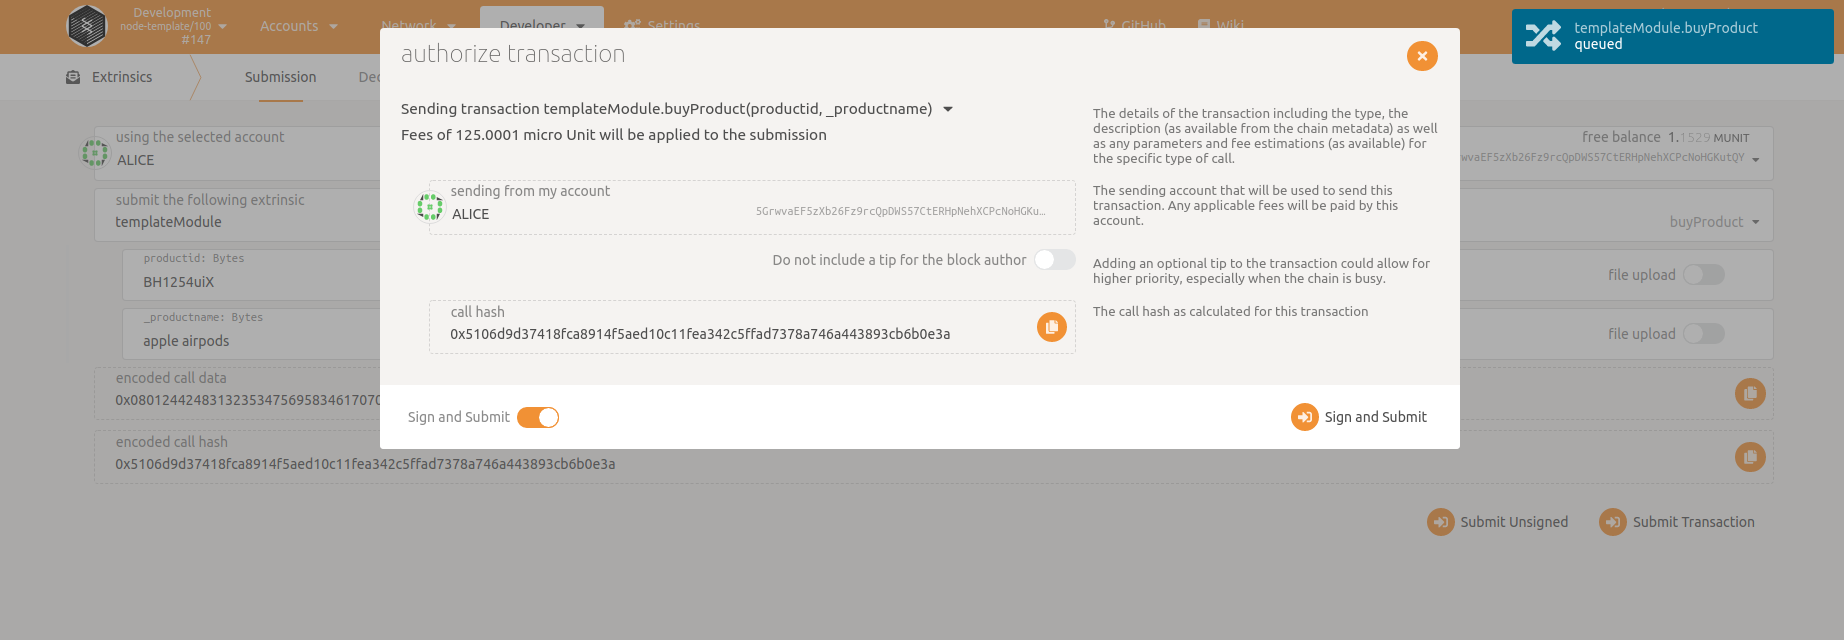 Development
node-template/100
#147
Accounts
Network
Developer
Settings
GitHub
Wiki
templateModule.buyProduct
queued
Extrinsics
Submission
authorize transaction
Sending transaction templateModule.buyProduct(productid, _productname)
Fees of 125.0001 micro Unit will be applied to the submission
The details of the transaction including the type, the
description (as available from the chain metadata) as well
as any parameters and fee estimations (as available) for
the specific type of call.
sending from my account
ALICE
5GrwvaEF5zXb26Fz9rcQpDWS57CtERHpNehXCPcNoHGKu…
The sending account that will be used to send this
transaction. Any applicable fees will be paid by this
account.
Do not include a tip for the block author
Adding an optional tip to the transaction could allow for
higher priority, especially when the chain is busy.
call hash
0x5106d9d37418fca8914f5aed10c11fea342c5ffad7378a746a443893cb6b0e3a
The call hash as calculated for this transaction
Sign and Submit
Sign and Submit
using the selected account
ALICE
free balance 1.1529 MUNIT
wvaEF5zXb26Fz9rcQpDWS57CtERHpNehXCPcNoHGKutQY
submit the following extrinsic
templateModule
buyProduct
productid: Bytes
BH1254uiX
file upload
_productname: Bytes
apple airpods
file upload
encoded call data
0x08012442483132353475695834617070
encoded call hash
0x5106d9d37418fca8914f5aed10c11fea342c5ffad7378a746a443893cb6b0e3a
Submit Unsigned
Submit Transaction